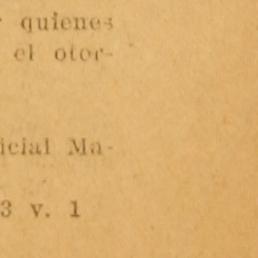 quienes
el otor-
icial Ma-
3 v. 1